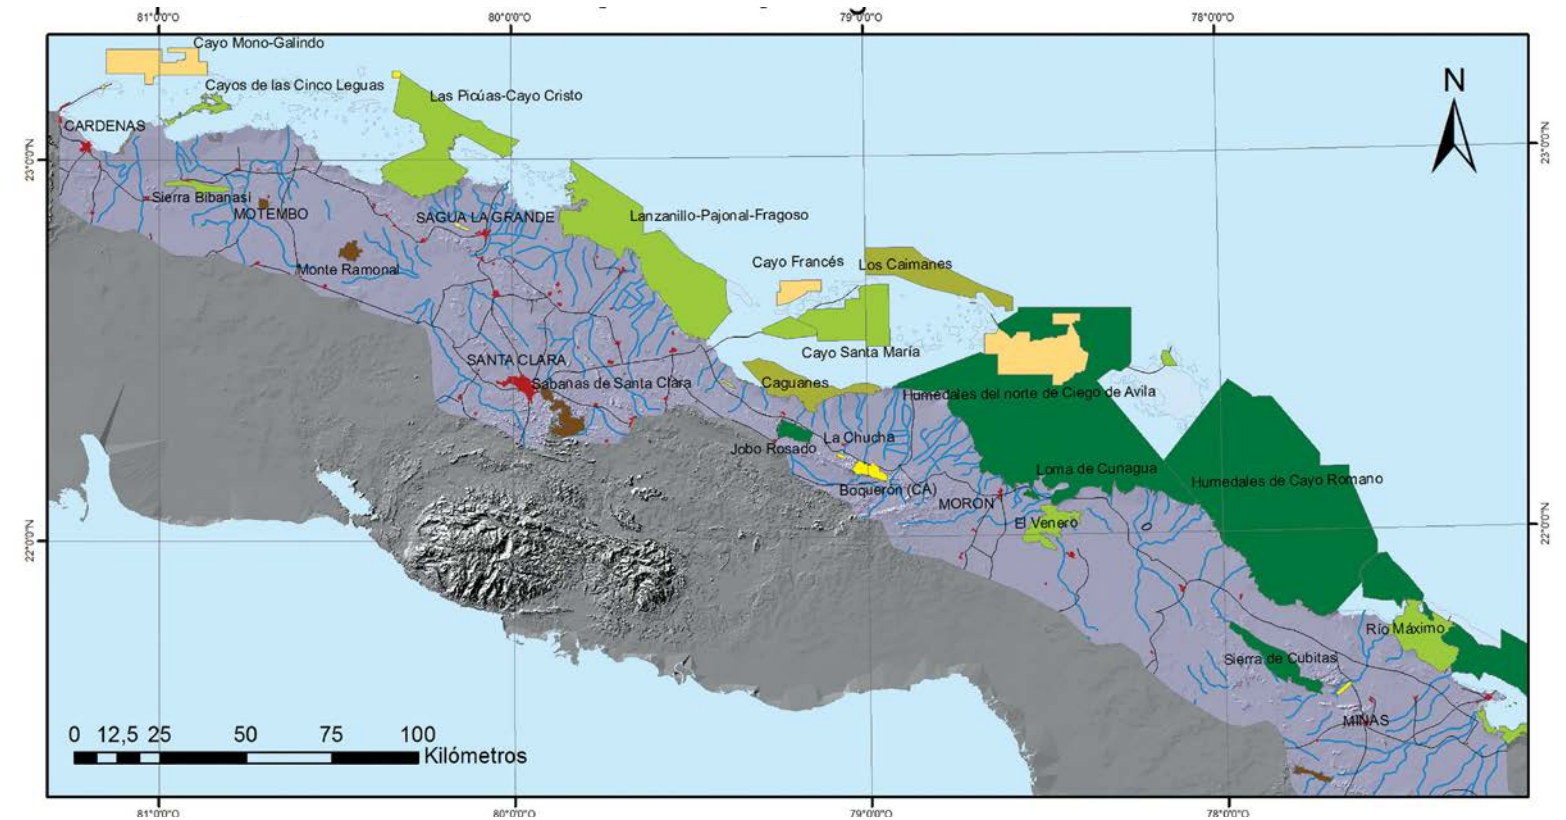 81°0'0"O
80°0'0"O
79°0'0"O
78°0'0"O
Cayo Mono-Galindo
Cayos de las Cinco Leguas
Las Picúas-Cayo Cristo
N
CARDENAS
23°0'0"N
23°0'0"N
Sierra Bibanasi
MOTEMBO
SAGUA LA GRANDE
Lanzanillo-Pajonal-Fragoso
Monte Ramonal
Cayo Francés
Los Caimanes
SANTA CLARA
Cayo Santa María
Sabanas de Santa Clara
Caguanes
Humedales del norte de Ciego de Avila
La Chucha
Jobo Rosado
Loma de Cunagua
Humedales de Cayo Romano
Boquerón (CA)
MORON
El Venero
22°0'0"N
22°0'0"N
Río Máximo
Sierra de Cubitas
MINAS
0 12,5 25 50 75 100
Kilómetros
81°0'0"O
80°0'0"O
79°0'0"O
78°0'0"O